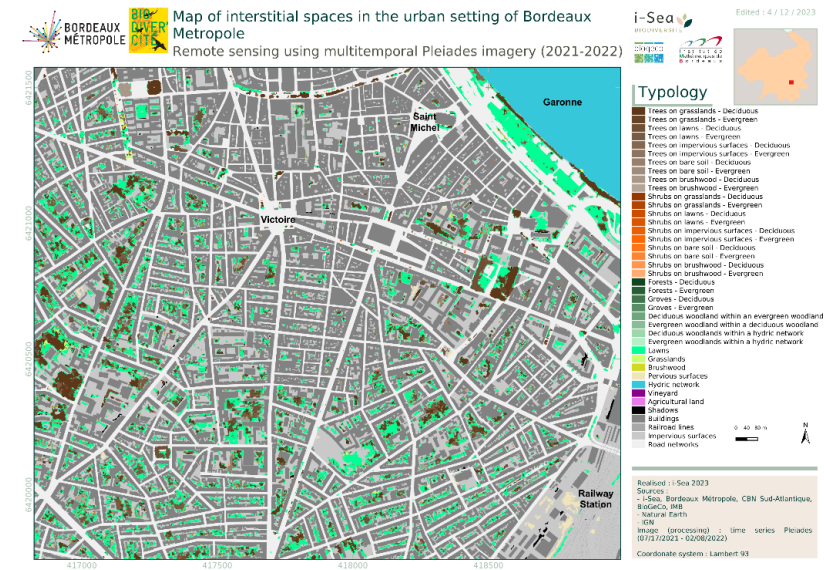 BORDEAUX
MÉTROPOLE
BIO
DIVER
CITÉ
Map of interstitial spaces in the urban setting of Bordeaux
Metropole
Remote sensing using multitemporal Pleiades imagery (2021-2022)
i-Sea
BIODIVERSITE
Edited : 4 / 12 / 2023
Garonne
Saint
Michel
Victoire
Railway
Station
6421500
6421000
6420500
6420000
417000
417500
418000
418500
Typology
Trees on grasslands - Deciduous
Trees on grasslands - Evergreen
Trees on lawns - Deciduous
Trees on lawns - Evergreen
Trees on impervious surfaces - Deciduous
Trees on impervious surfaces - Evergreen
Trees on bare soil - Deciduous
Trees on bare soil - Evergreen
Trees on brushwood - Deciduous
Trees on brushwood - Evergreen
Shrubs on grasslands - Deciduous
Shrubs on grasslands - Evergreen
Shrubs on lawns - Deciduous
Shrubs on lawns - Evergreen
Shrubs on impervious surfaces - Deciduous
Shrubs on impervious surfaces - Evergreen
Shrubs on bare soil - Deciduous
Shrubs on bare soil - Evergreen
Shrubs on brushwood - Deciduous
Shrubs on brushwood - Evergreen
Forests - Deciduous
Forests - Evergreen
Groves - Deciduous
Groves - Evergreen
Deciduous woodland within an evergreen woodland
Evergreen woodland within a deciduous woodland
Deciduous woodlands within a hydric network
Evergreen woodlands within a hydric network
Lawns
Grasslands
Brushwood
Pervious surfaces
Hydric network
Vineyard
Agricultural land
Shadows
Buildings
Railroad lines
Impervious surfaces
Road networks
0 40 80 m
N
Realised : i-Sea 2023
Sources :
- i-Sea, Bordeaux Métropole, CBN Sud-Atlantique,
BioGeCo, IMB
- Natural Earth
- IGN
Image (processing) : time series Pleiades
(07/17/2021 - 02/08/2022)
Coordonate system : Lambert 93